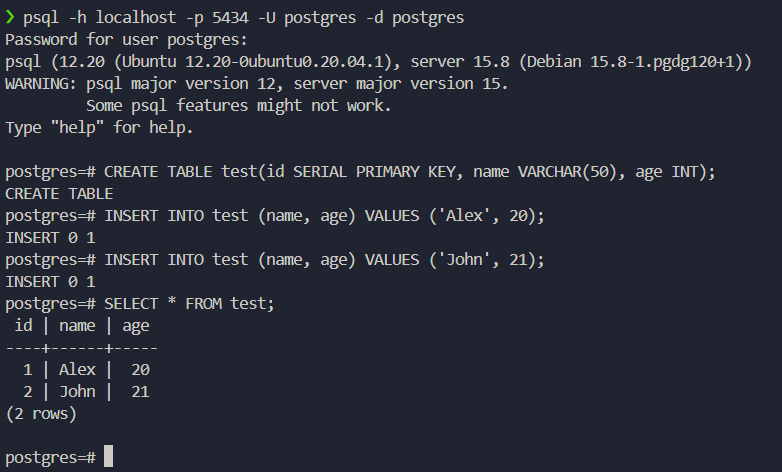 ❯ psql -h localhost -p 5434 -U postgres -d postgres
Password for user postgres:
psql (12.20 (Ubuntu 12.20-0ubuntu0.20.04.1), server 15.8 (Debian 15.8-1.pgdg120+1))
WARNING: psql major version 12, server major version 15.
         Some psql features might not work.
Type "help" for help.

postgres=# CREATE TABLE test(id SERIAL PRIMARY KEY, name VARCHAR(50), age INT);
CREATE TABLE
postgres=# INSERT INTO test (name, age) VALUES ('Alex', 20);
INSERT 0 1
postgres=# INSERT INTO test (name, age) VALUES ('John', 21);
INSERT 0 1
postgres=# SELECT * FROM test;
 id | name | age
----+------+-----
  1 | Alex |  20
  2 | John |  21
(2 rows)

postgres=#